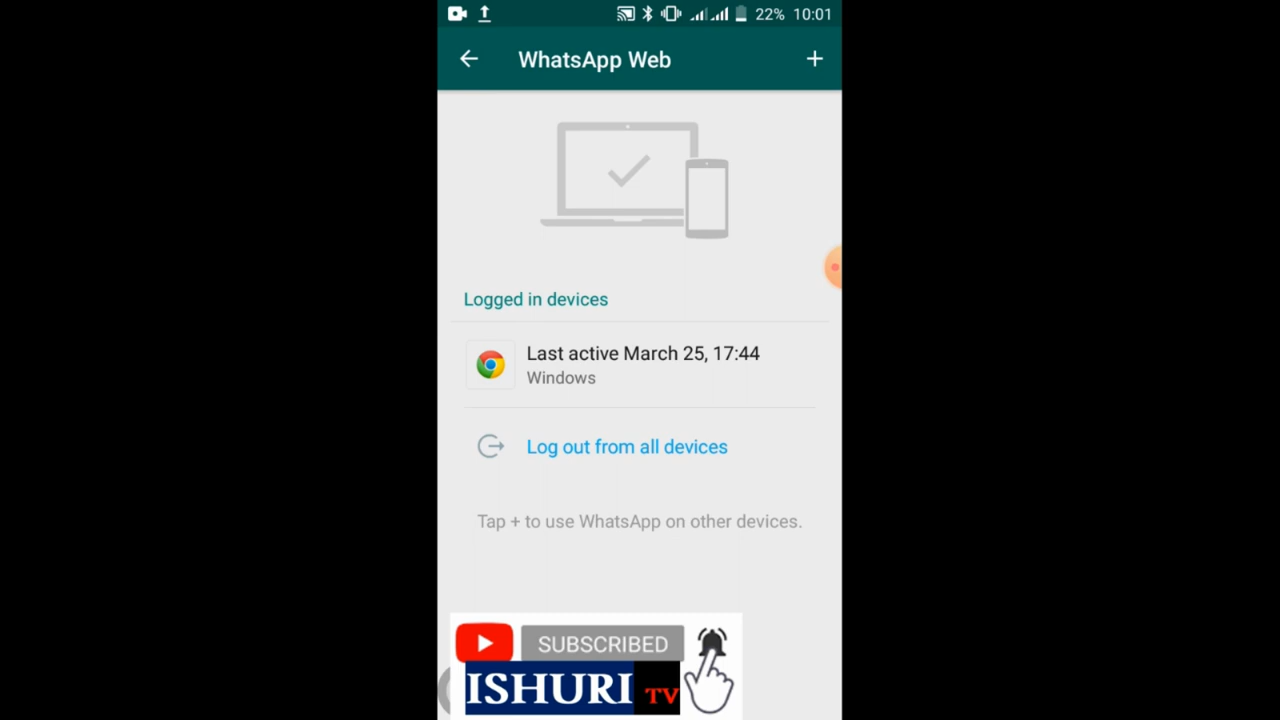 22% 10:01
WhatsApp Web
Logged in devices
Last active March 25, 17:44
Windows
Log out from all devices
Tap + to use WhatsApp on other devices.
SUBSCRIBED
ISHURI TV